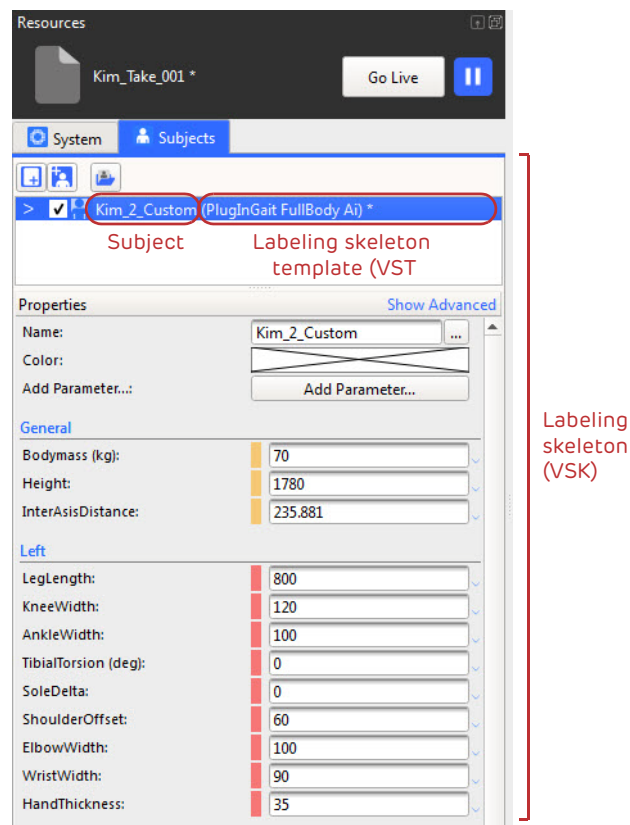 Resources
Kim_Take_001 *
Go Live
System
Subjects
> Kim_2_Custom (PlugInGait FullBody Ai) *
Subject
Labeling skeleton
template (VST
Properties
Show Advanced
Name: Kim_2_Custom ...
Color:
Add Parameter...: Add Parameter...
General
Bodymass (kg): 70
Height: 1780
InterAsisDistance: 235.881
Left
LegLength: 800
KneeWidth: 120
AnkleWidth: 100
TibialTorsion (deg): 0
SoleDelta: 0
ShoulderOffset: 60
ElbowWidth: 100
WristWidth: 90
HandThickness: 35
Labeling
skeleton
(VSK)